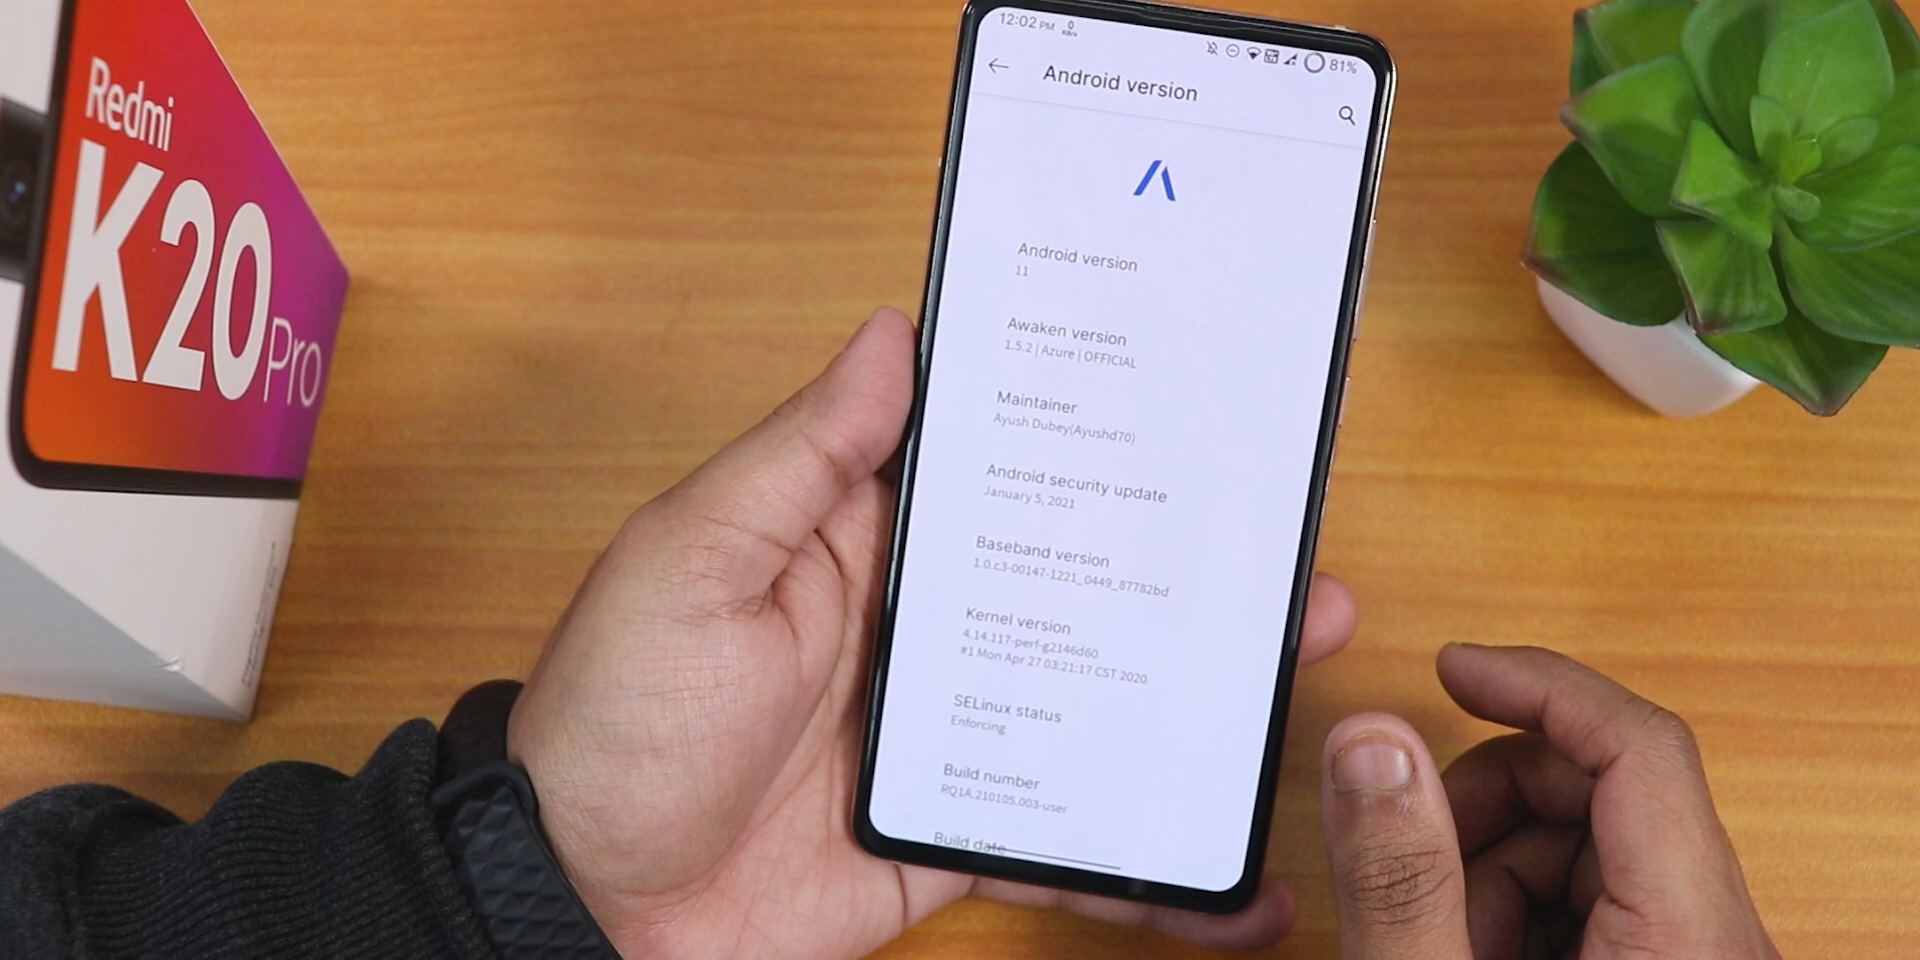 Redmi
K20 Pro
12:02 PM
81%
Android version
Android version
11
Awaken version
1.5.2 | Azure | OFFICIAL
Maintainer
Ayush Dubey(Ayushd70)
Android security update
January 5, 2021
Baseband version
1.0.c3-00147-1221_0449_87782bd
Kernel version
4.14.117-perf-g2146d60
#1 Mon Apr 27 03:21:17 CST 2020
SELinux status
Enforcing
Build number
RQ1A.210105.003-user
Build date